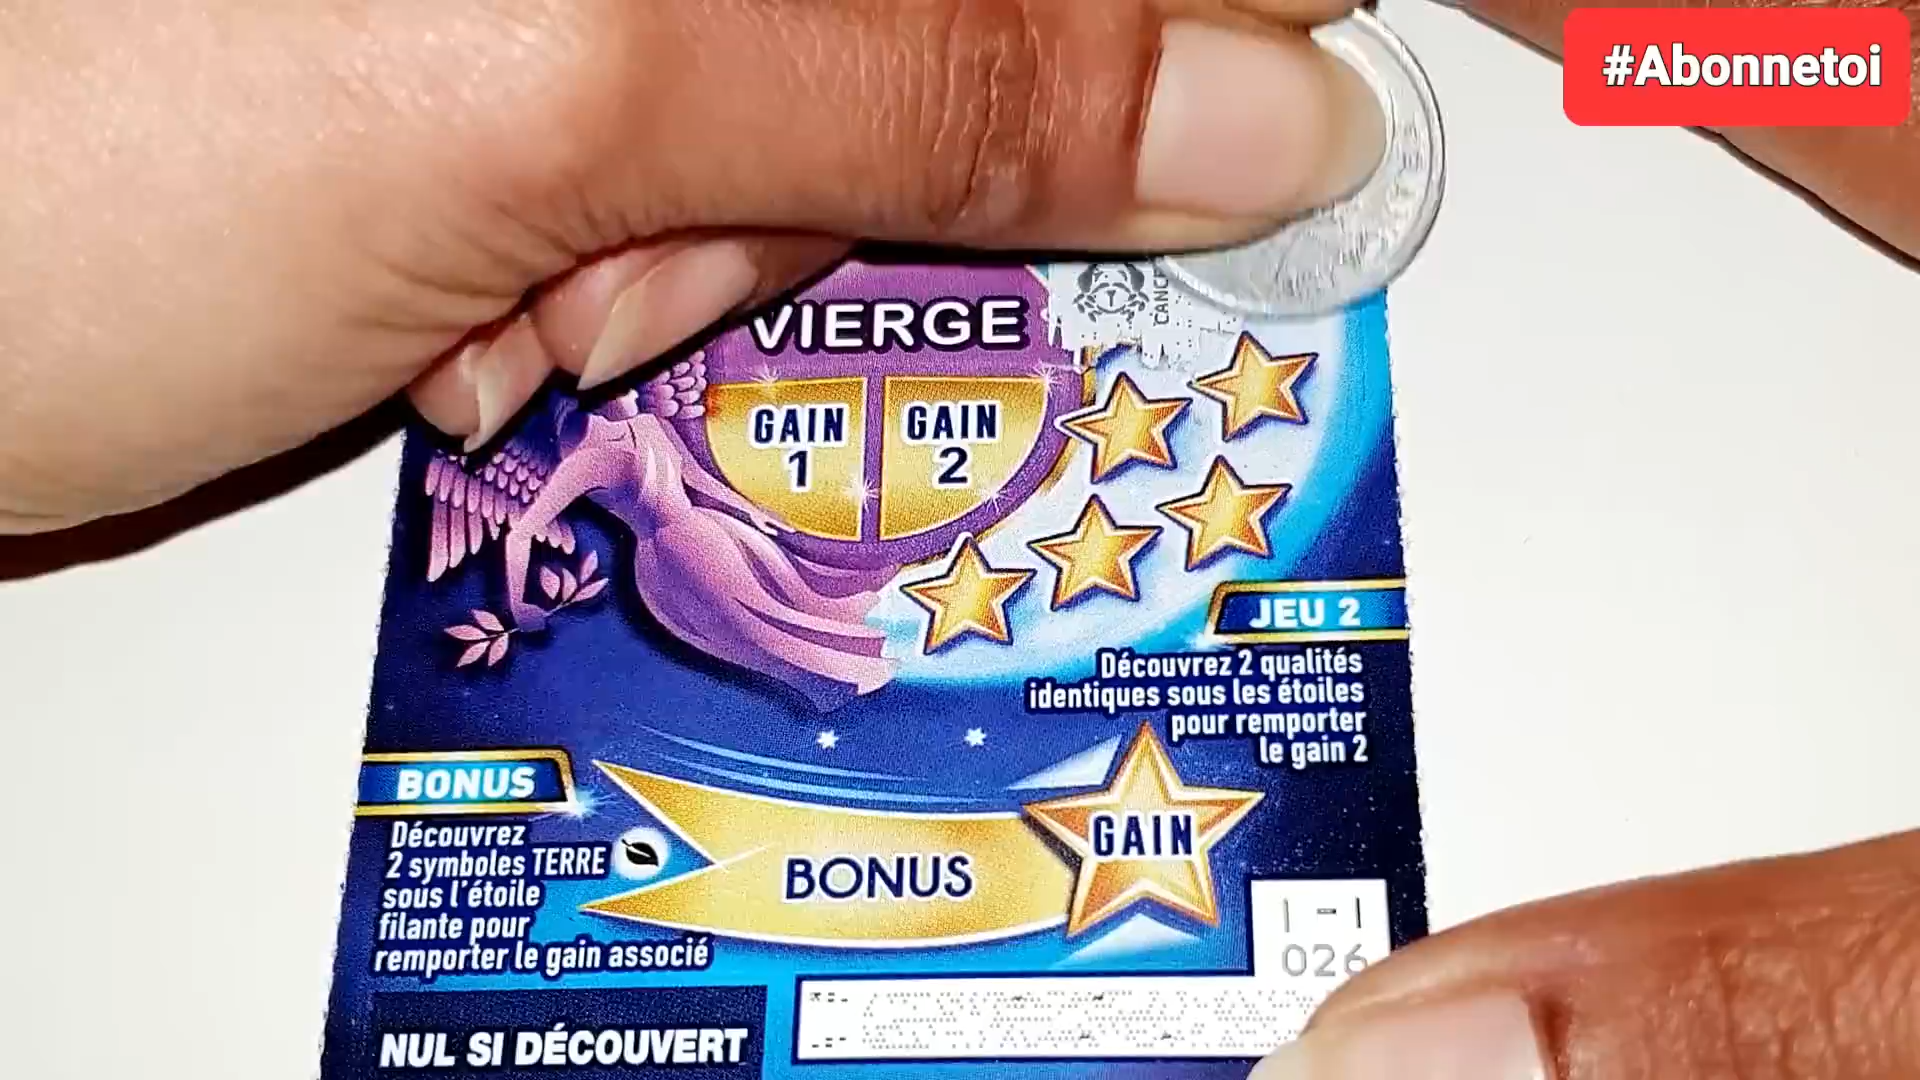 #Abonnetoi
VIERGE
GAIN
1
GAIN
2
JEU 2
Découvrez 2 qualités
identiques sous les étoiles
pour remporter
le gain 2
BONUS
Découvrez
2 symboles TERRE
sous l'étoile
filante pour
remporter le gain associé
BONUS
GAIN
026
NUL SI DÉCOUVERT